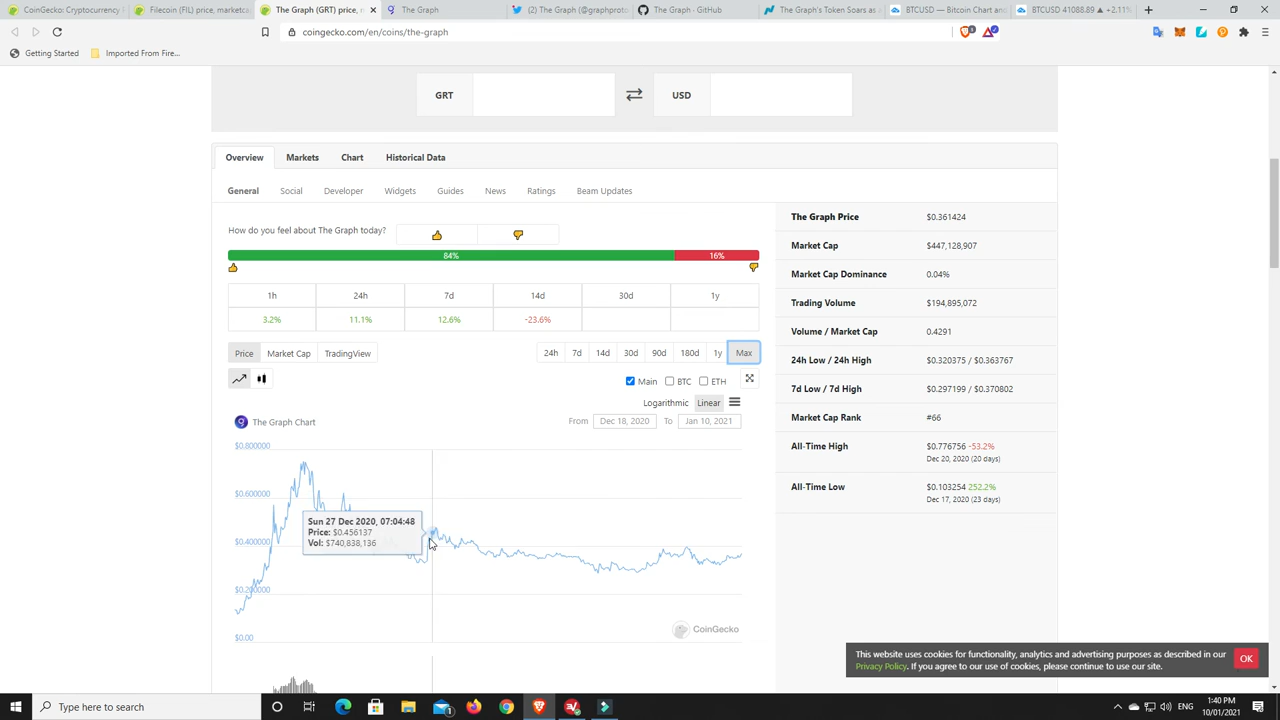 CoinGecko: Cryptocurrency F
Filecoin (FIL) price, marketca
The Graph (GRT) price, m
The Graph
(2) The Graph (@graphproto
The Graph · GitHub
The Graph's Token Soars as
BTCUSD — Bitcoin Chart and
BTCUSD 41088.89 ▲ +2.11%
coingecko.com/en/coins/the-graph
Getting Started
Imported From Fire...
GRT
USD
Overview
Markets
Chart
Historical Data
General
Social
Developer
Widgets
Guides
News
Ratings
Beam Updates
How do you feel about The Graph today?
84%
16%
1h 24h 7d 14d 30d 1y
3.2% 11.1% 12.6% -23.6%
Price
Market Cap
TradingView
24h 7d 14d 30d 90d 180d 1y Max
Main BTC ETH
Logarithmic Linear
The Graph Chart
From Dec 18, 2020 To Jan 10, 2021
$0.800000
$0.600000
$0.400000
$0.200000
$0.00
Sun 27 Dec 2020, 07:04:48
Price: $0.456137
Vol: $740,838,136
CoinGecko
The Graph Price $0.361424
Market Cap $447,128,907
Market Cap Dominance 0.04%
Trading Volume $194,895,072
Volume / Market Cap 0.4291
24h Low / 24h High $0.320375 / $0.363767
7d Low / 7d High $0.297199 / $0.370802
Market Cap Rank #66
All-Time High $0.776756 -53.2%
Dec 20, 2020 (20 days)
All-Time Low $0.103254 252.2%
Dec 17, 2020 (23 days)
This website uses cookies for functionality, analytics and advertising purposes as described in our
Privacy Policy. If you agree to our use of cookies, please continue to use our site.
OK
Type here to search
ENG
1:40 PM
10/01/2021